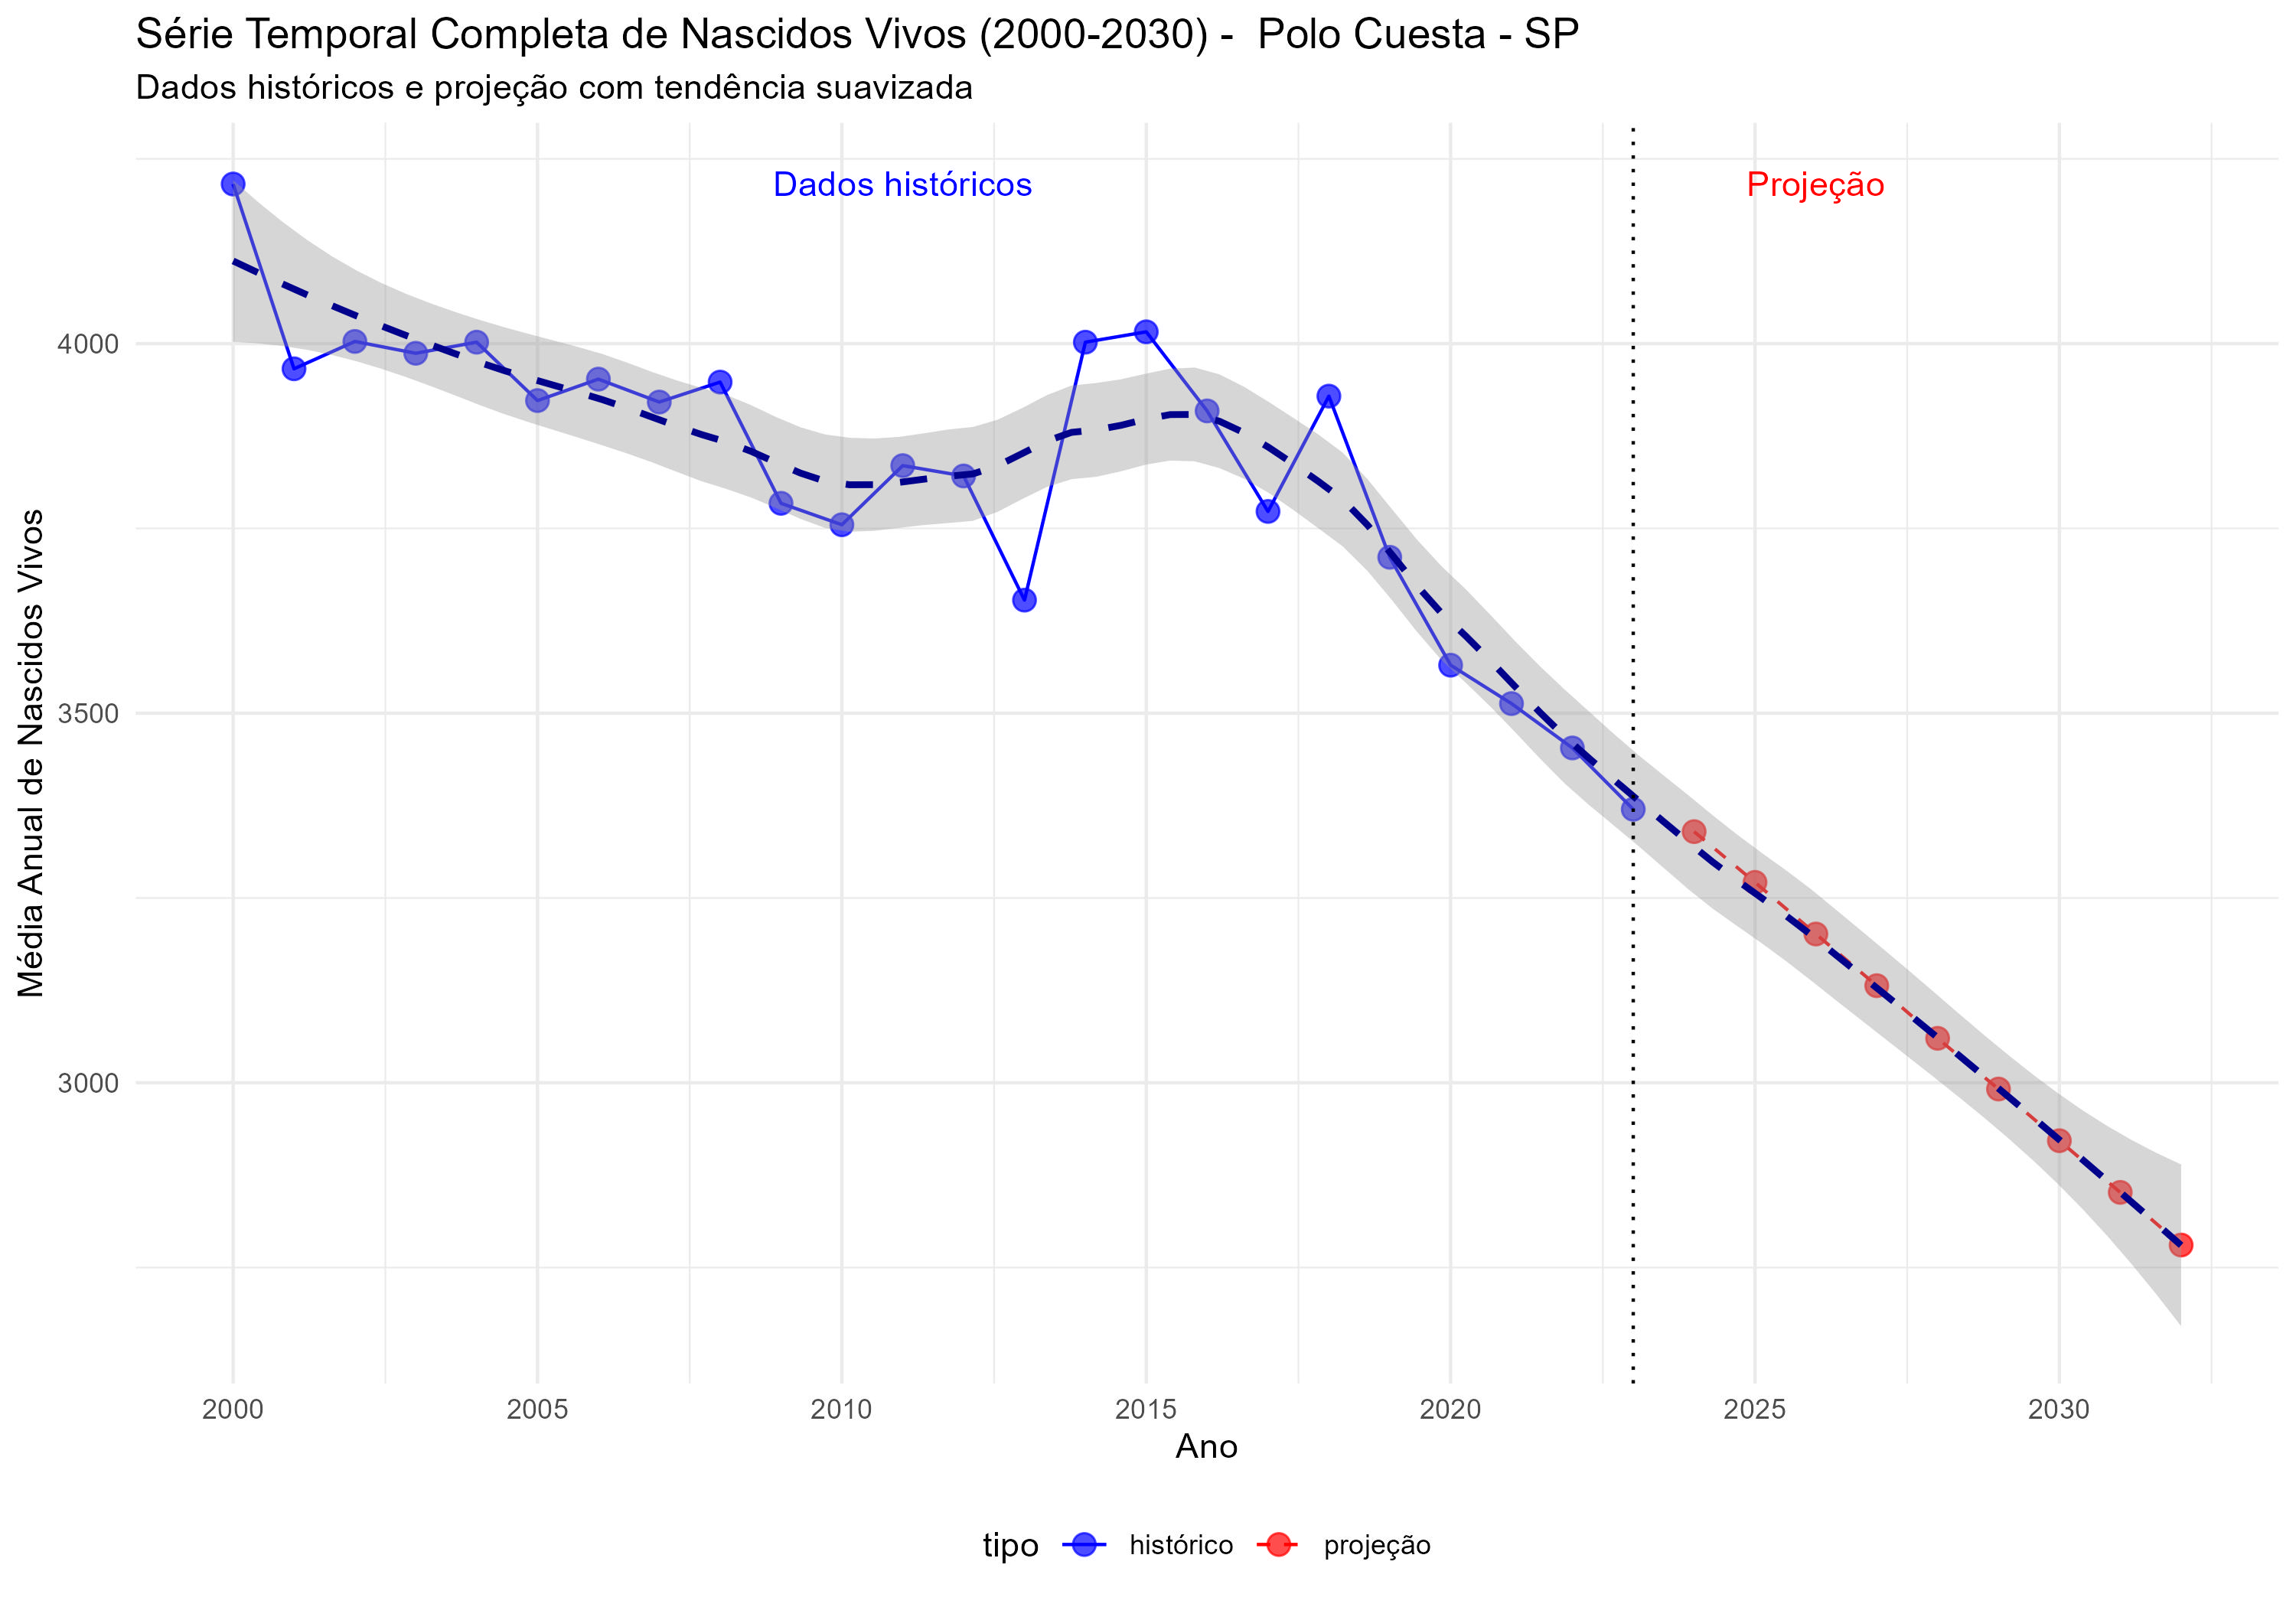 Série Temporal Completa de Nascidos Vivos (2000-2030) -  Polo Cuesta - SP
Dados históricos e projeção com tendência suavizada
Dados históricos
Projeção
Média Anual de Nascidos Vivos
4000
3500
3000
2000 2005 2010 2015 2020 2025 2030
Ano
tipo histórico projeção